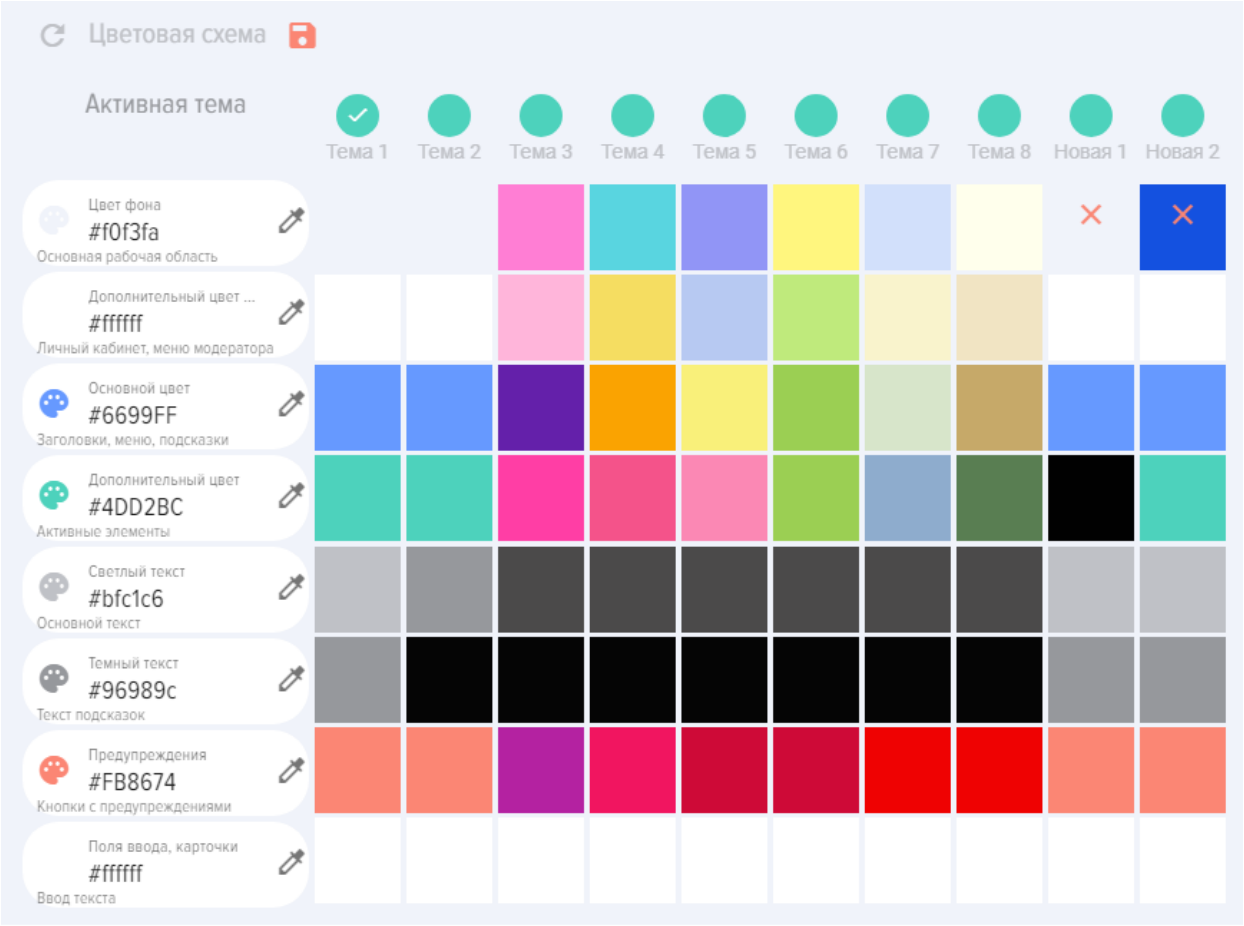 Цветовая схема
Активная тема
Тема 1 Тема 2 Тема 3 Тема 4 Тема 5 Тема 6 Тема 7 Тема 8 Новая 1 Новая 2
Цвет фона
#f0f3fa
Основная рабочая область
Дополнительный цвет ...
#ffffff
Личный кабинет, меню модератора
Основной цвет
#6699FF
Заголовки, меню, подсказки
Дополнительный цвет
#4DD2BC
Активные элементы
Светлый текст
#bfc1c6
Основной текст
Темный текст
#96989c
Текст подсказок
Предупреждения
#FB8674
Кнопки с предупреждениями
Поля ввода, карточки
#ffffff
Ввод текста